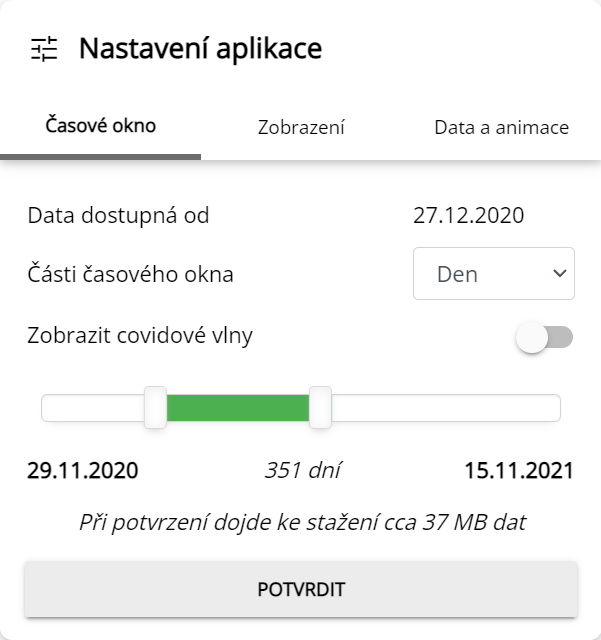 Nastavení aplikace
Časové okno Zobrazení Data a animace
Data dostupná od 27.12.2020
Části časového okna Den
Zobrazit covidové vlny
29.11.2020 351 dní 15.11.2021
Při potvrzení dojde ke stažení cca 37 MB dat
POTVRDIT